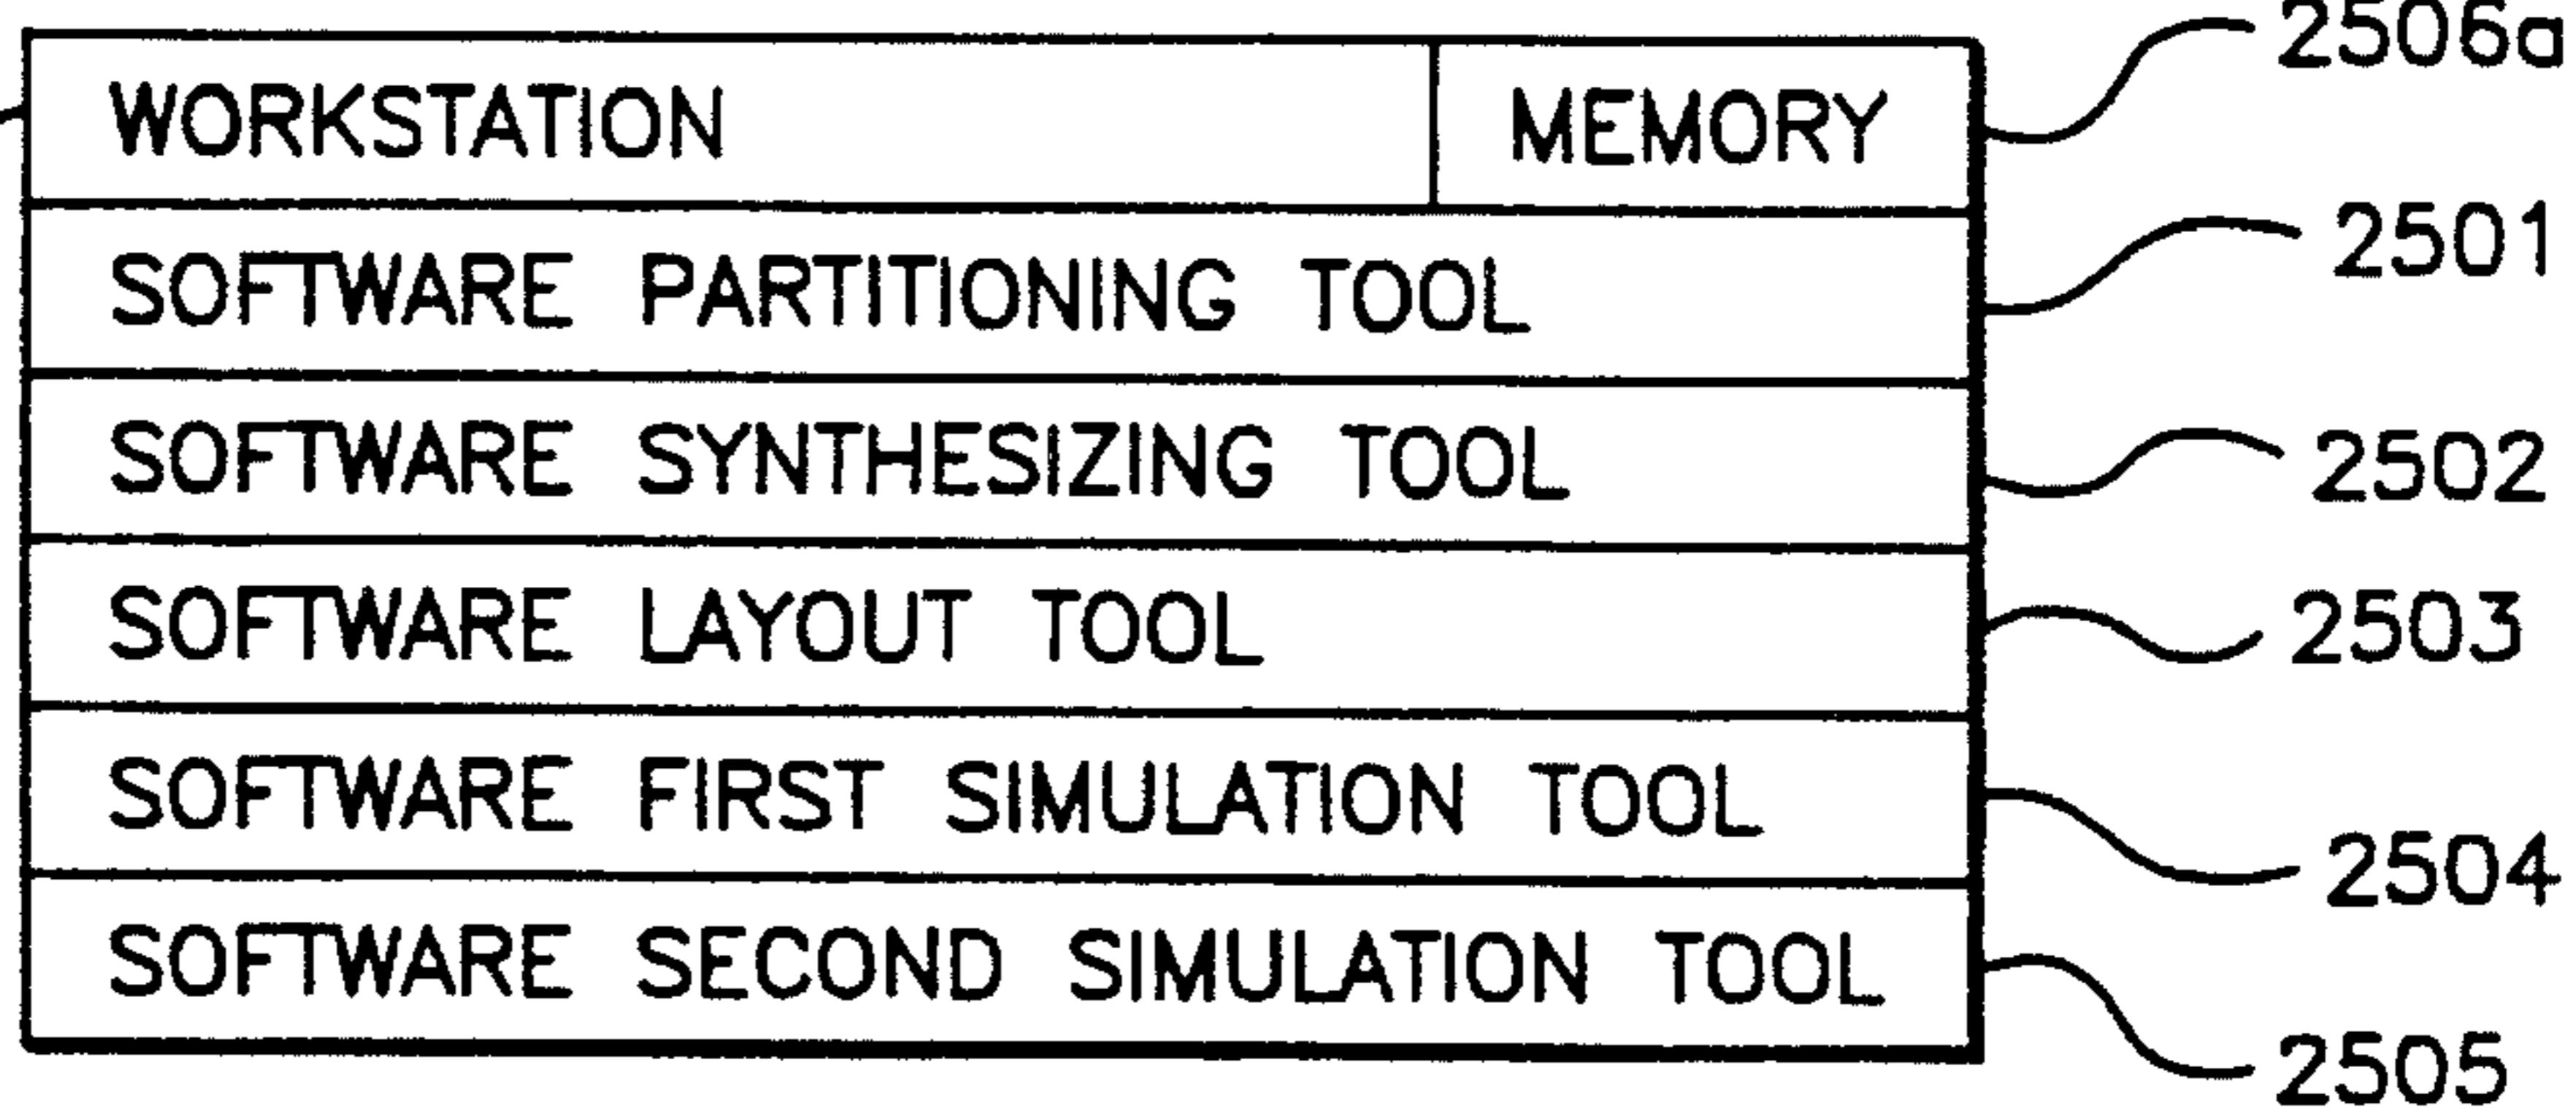 WORKSTATION MEMORY 2506a
SOFTWARE PARTITIONING TOOL 2501
SOFTWARE SYNTHESIZING TOOL 2502
SOFTWARE LAYOUT TOOL 2503
SOFTWARE FIRST SIMULATION TOOL 2504
SOFTWARE SECOND SIMULATION TOOL 2505